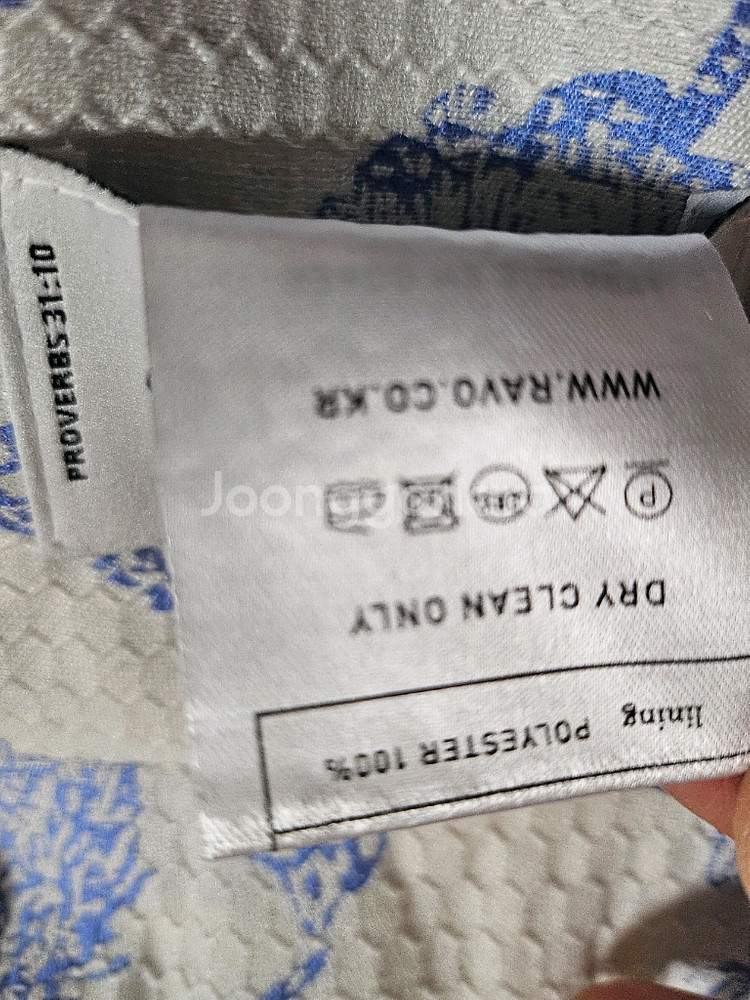 PROVERBS 31:10
lining POLYESTER 100%
DRY CLEAN ONLY
P
WWW.RAVO.CO.KR